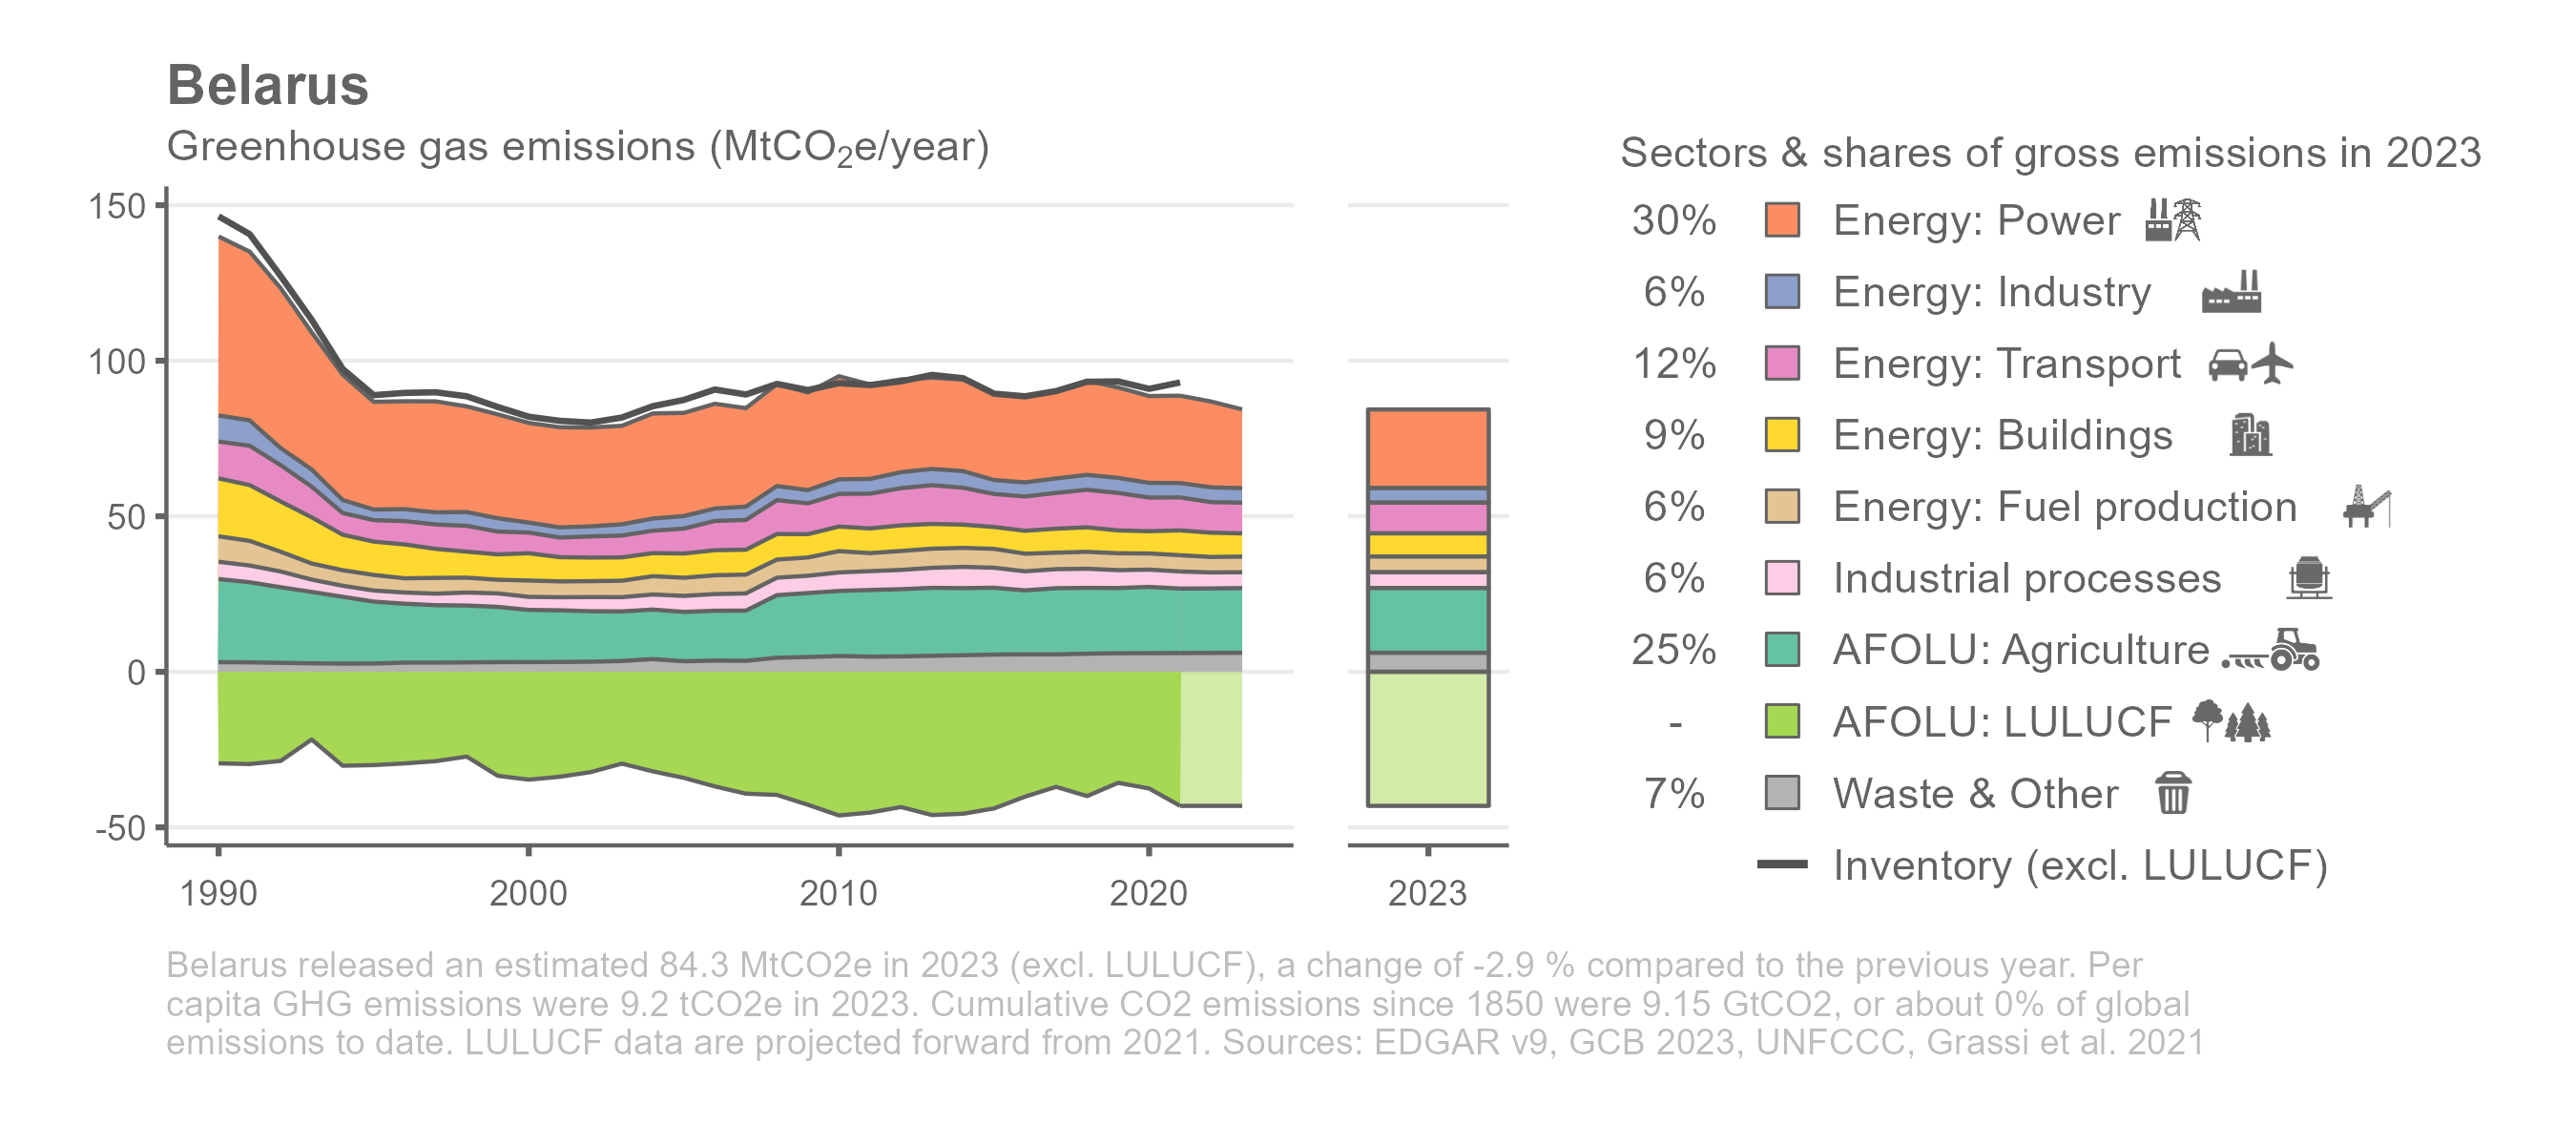 Belarus
Greenhouse gas emissions (MtCO₂e/year)
150
100
50
0
-50
1990 2000 2010 2020 2023
Sectors & shares of gross emissions in 2023
30% Energy: Power
6% Energy: Industry
12% Energy: Transport
9% Energy: Buildings
6% Energy: Fuel production
6% Industrial processes
25% AFOLU: Agriculture
- AFOLU: LULUCF
7% Waste & Other
Inventory (excl. LULUCF)
Belarus released an estimated 84.3 MtCO2e in 2023 (excl. LULUCF), a change of -2.9 % compared to the previous year. Per
capita GHG emissions were 9.2 tCO2e in 2023. Cumulative CO2 emissions since 1850 were 9.15 GtCO2, or about 0% of global
emissions to date. LULUCF data are projected forward from 2021. Sources: EDGAR v9, GCB 2023, UNFCCC, Grassi et al. 2021